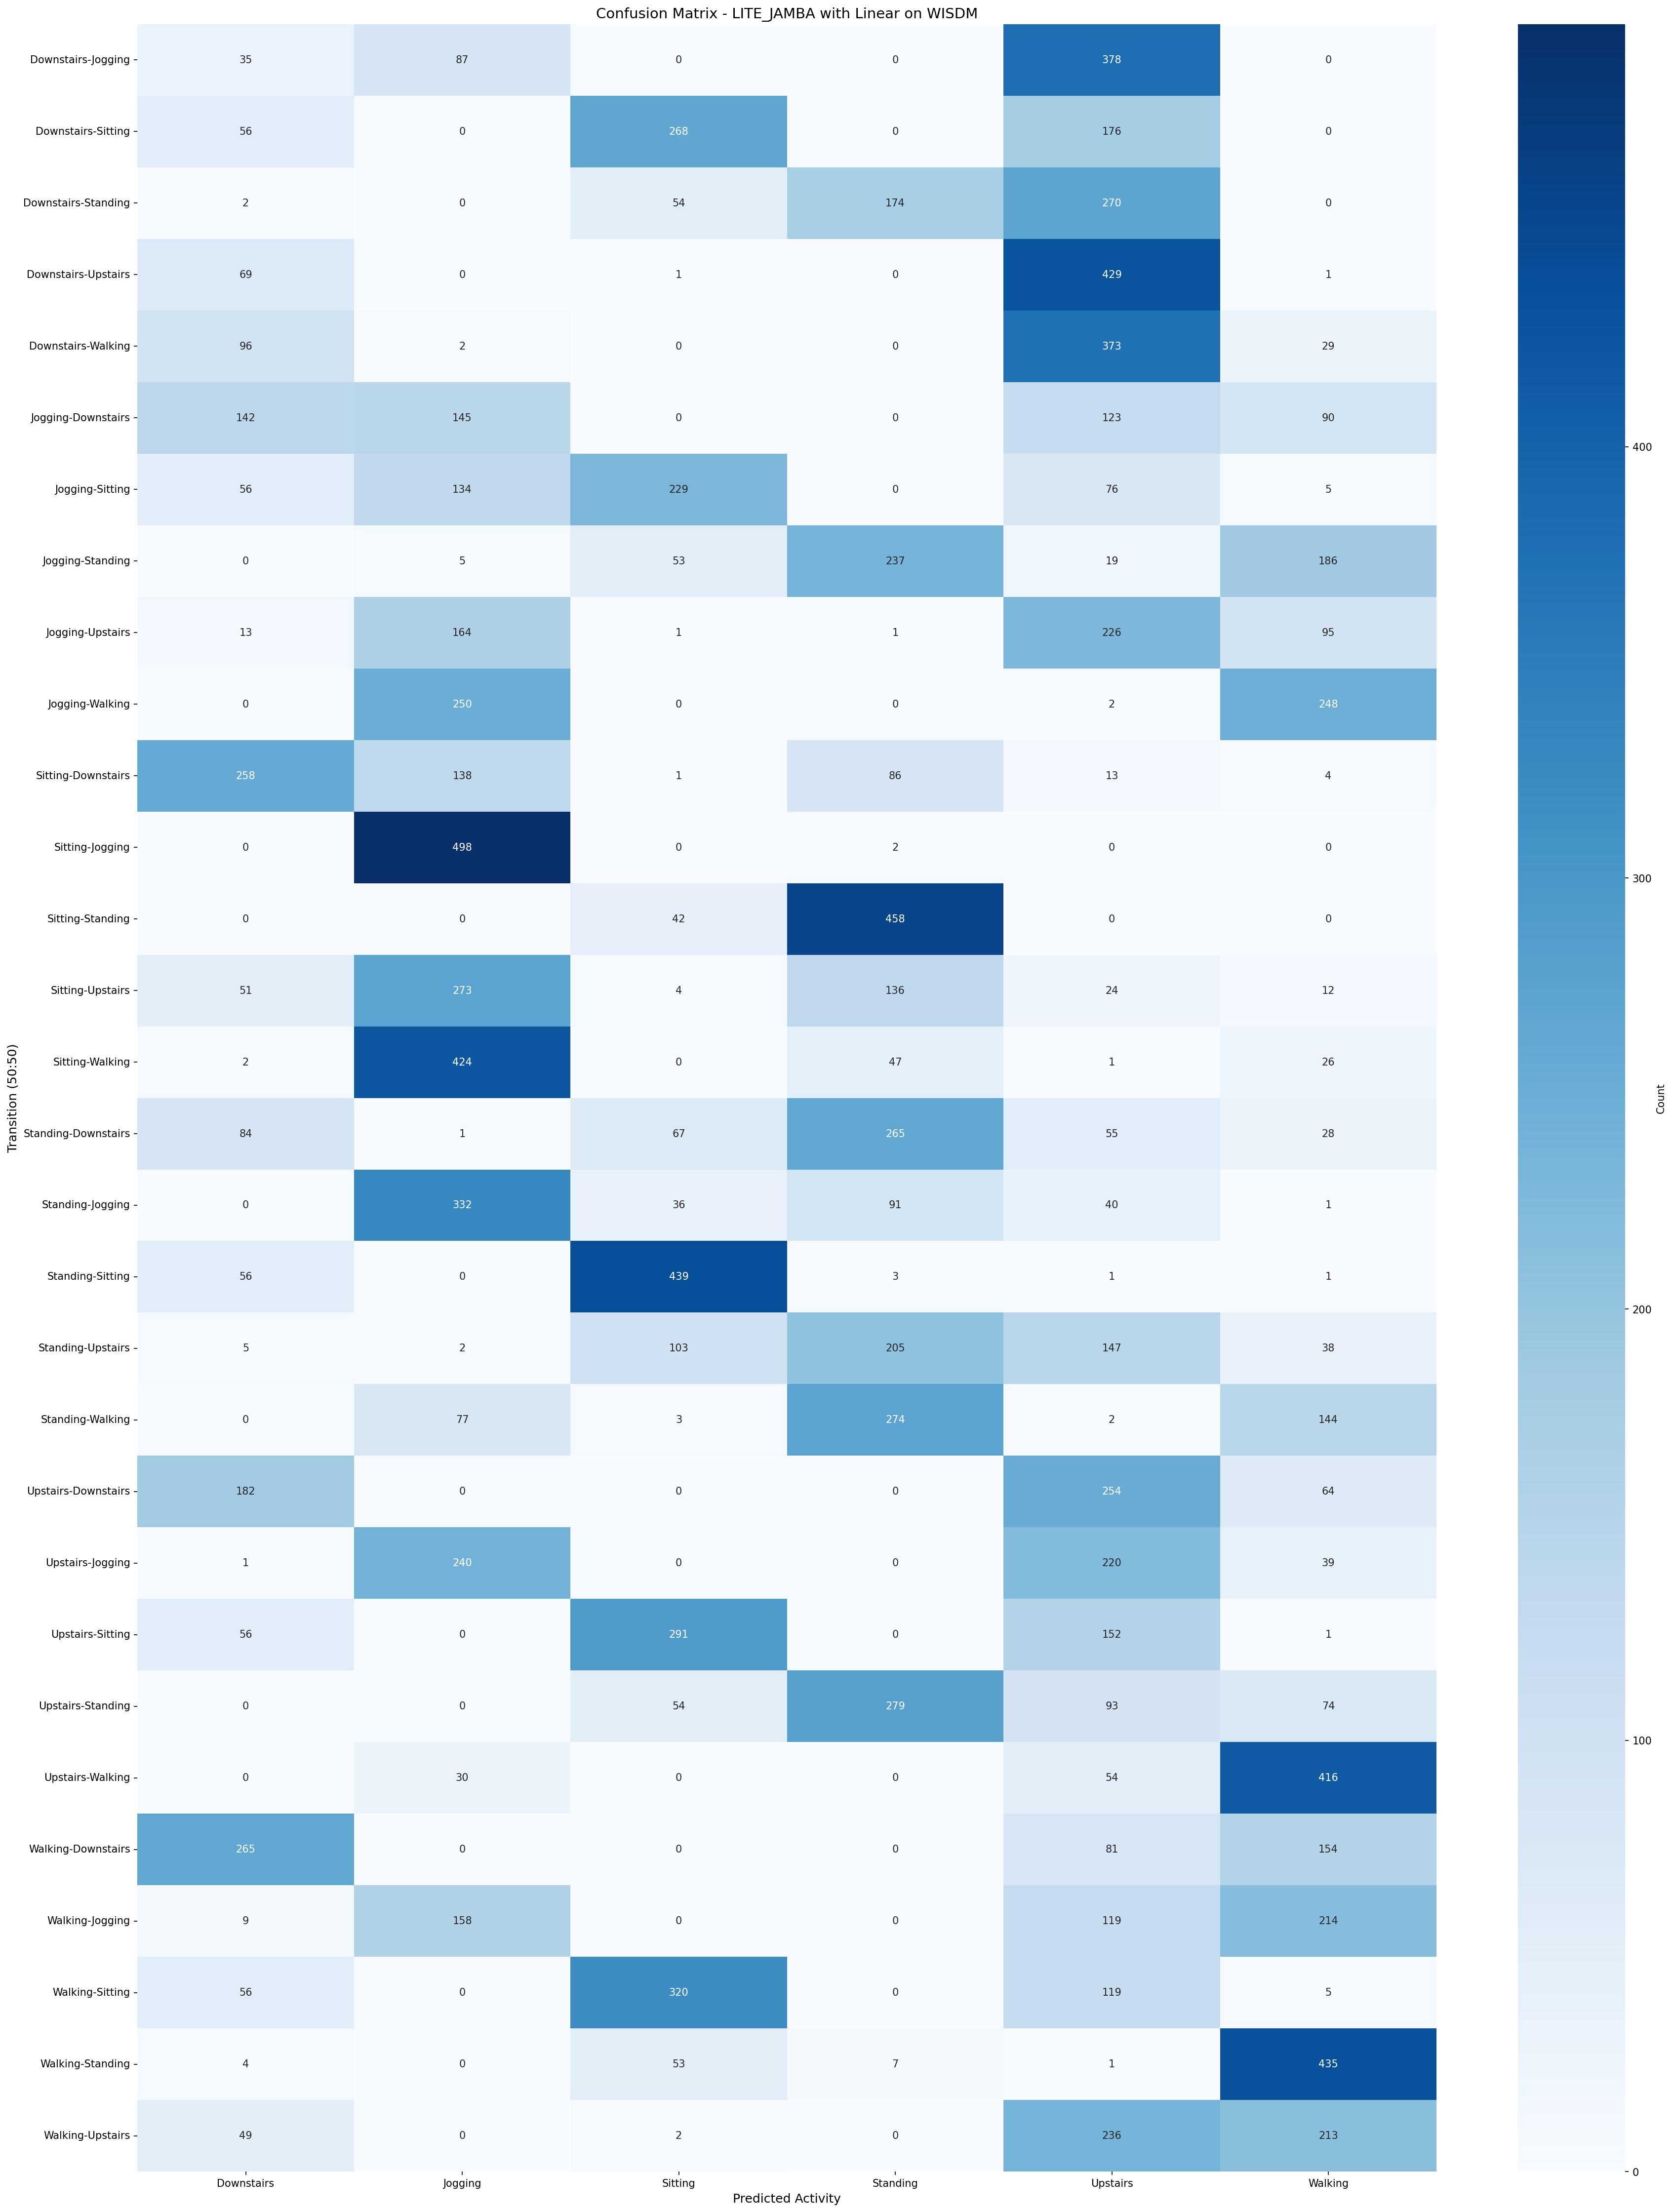 Confusion Matrix - LITE_JAMBA with Linear on WISDM
Downstairs-Jogging 35 87 0 0 378 0
Downstairs-Sitting 56 0 268 0 176 0
Downstairs-Standing 2 0 54 174 270 0
Downstairs-Upstairs 69 0 1 0 429 1
Downstairs-Walking 96 2 0 0 373 29
Jogging-Downstairs 142 145 0 0 123 90
400
Jogging-Sitting 56 134 229 0 76 5
Jogging-Standing 0 5 53 237 19 186
Jogging-Upstairs 13 164 1 1 226 95
Jogging-Walking 0 250 0 0 2 248
Sitting-Downstairs 258 138 1 86 13 4
Sitting-Jogging 0 498 0 2 0 0
300
Sitting-Standing 0 0 42 458 0 0
Sitting-Upstairs 51 273 4 136 24 12
Sitting-Walking 2 424 0 47 1 26
Transition (50:50)
Count
Standing-Downstairs 84 1 67 265 55 28
Standing-Jogging 0 332 36 91 40 1
Standing-Sitting 56 0 439 3 1 1
200
Standing-Upstairs 5 2 103 205 147 38
Standing-Walking 0 77 3 274 2 144
Upstairs-Downstairs 182 0 0 0 254 64
Upstairs-Jogging 1 240 0 0 220 39
Upstairs-Sitting 56 0 291 0 152 1
Upstairs-Standing 0 0 54 279 93 74
100
Upstairs-Walking 0 30 0 0 54 416
Walking-Downstairs 265 0 0 0 81 154
Walking-Jogging 9 158 0 0 119 214
Walking-Sitting 56 0 320 0 119 5
Walking-Standing 4 0 53 7 1 435
Walking-Upstairs 49 0 2 0 236 213
0
Downstairs Jogging Sitting Standing Upstairs Walking
Predicted Activity